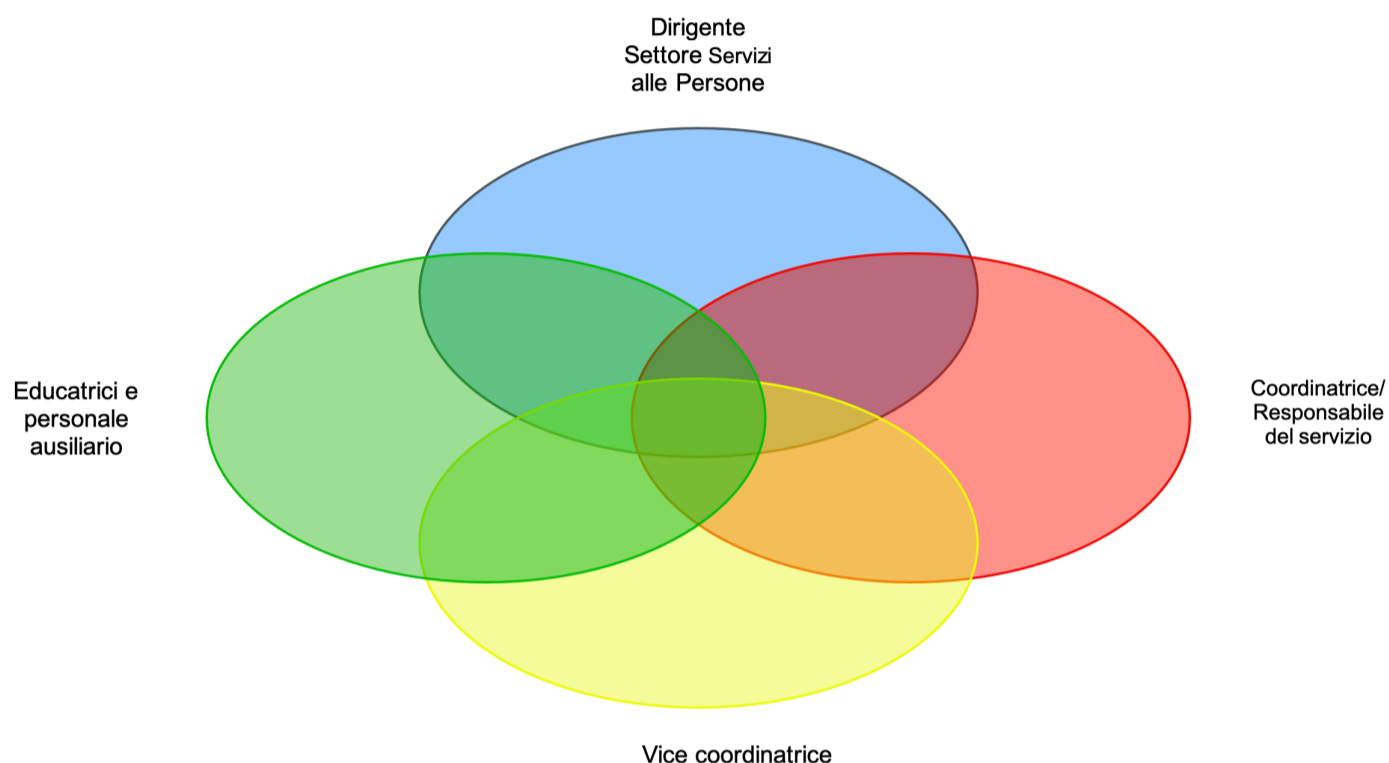 Dirigente
Settore Servizi
alle Persone
Educatrici e
personale
ausiliario
Coordinatrice/
Responsabile
del servizio
Vice coordinatrice